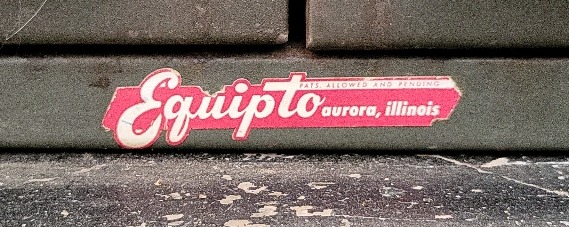 PATS. ALLOWED AND PENDING
Equipto
aurora, illinois